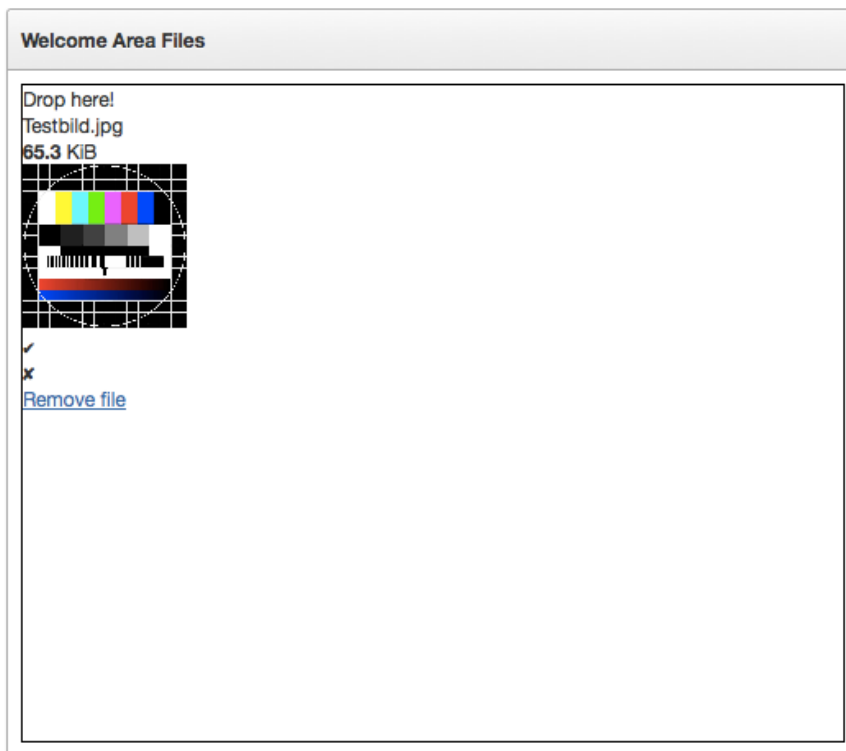 Welcome Area Files
Drop here!
Testbild.jpg
65.3 KiB
✔
✘
Remove file